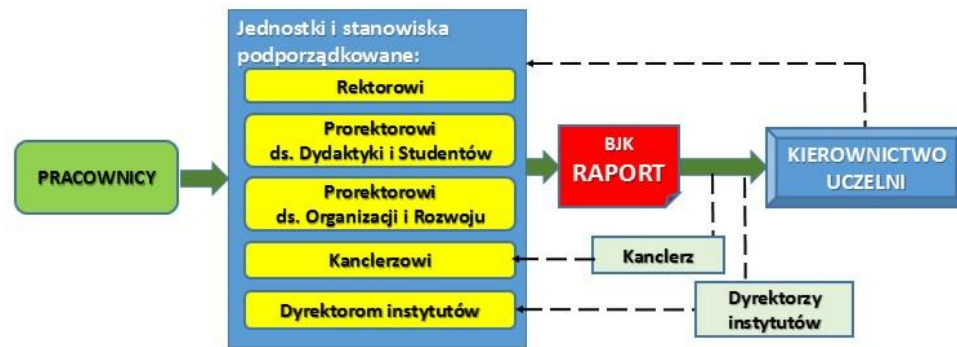 Jednostki i stanowiska
podporządkowane:
Rektorowi
Prorektorowi
ds. Dydaktyki i Studentów
Prorektorowi
ds. Organizacji i Rozwoju
Kanclerzowi
Dyrektorom instytutów
PRACOWNICY
BJK
RAPORT
KIEROWNICTWO
UCZELNI
Kanclerz
Dyrektorzy
instytutów